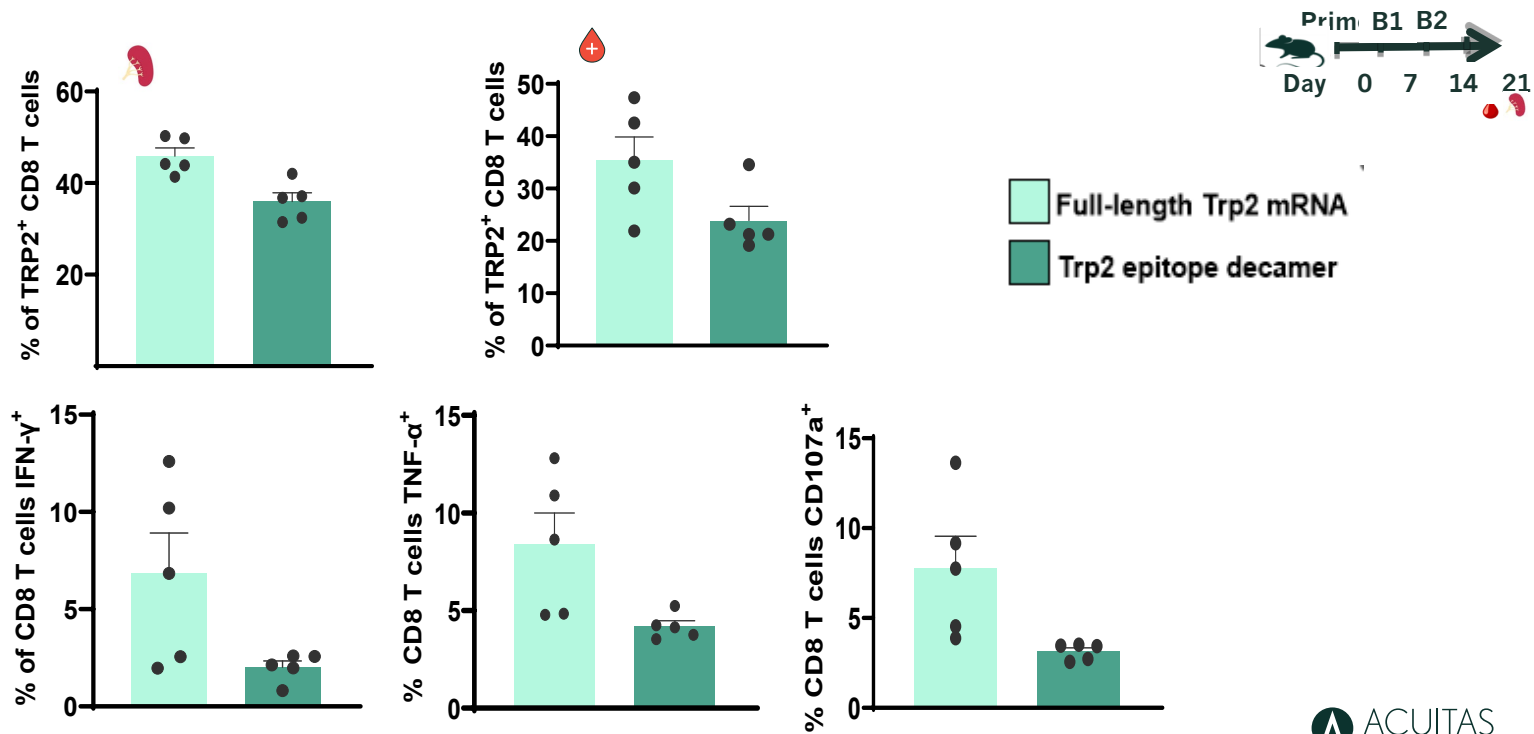 Prim B1 B2
Day 0 7 14 21
% of TRP2⁺ CD8 T cells
60
40
20
% of TRP2⁺ CD8 T cells
50
40
30
20
10
0
Full-length Trp2 mRNA
Trp2 epitope decamer
% of CD8 T cells IFN-γ⁺
15
10
5
0
% CD8 T cells TNF-α⁺
15
10
5
0
% CD8 T cells CD107a⁺
15
10
5
0
ACUITAS